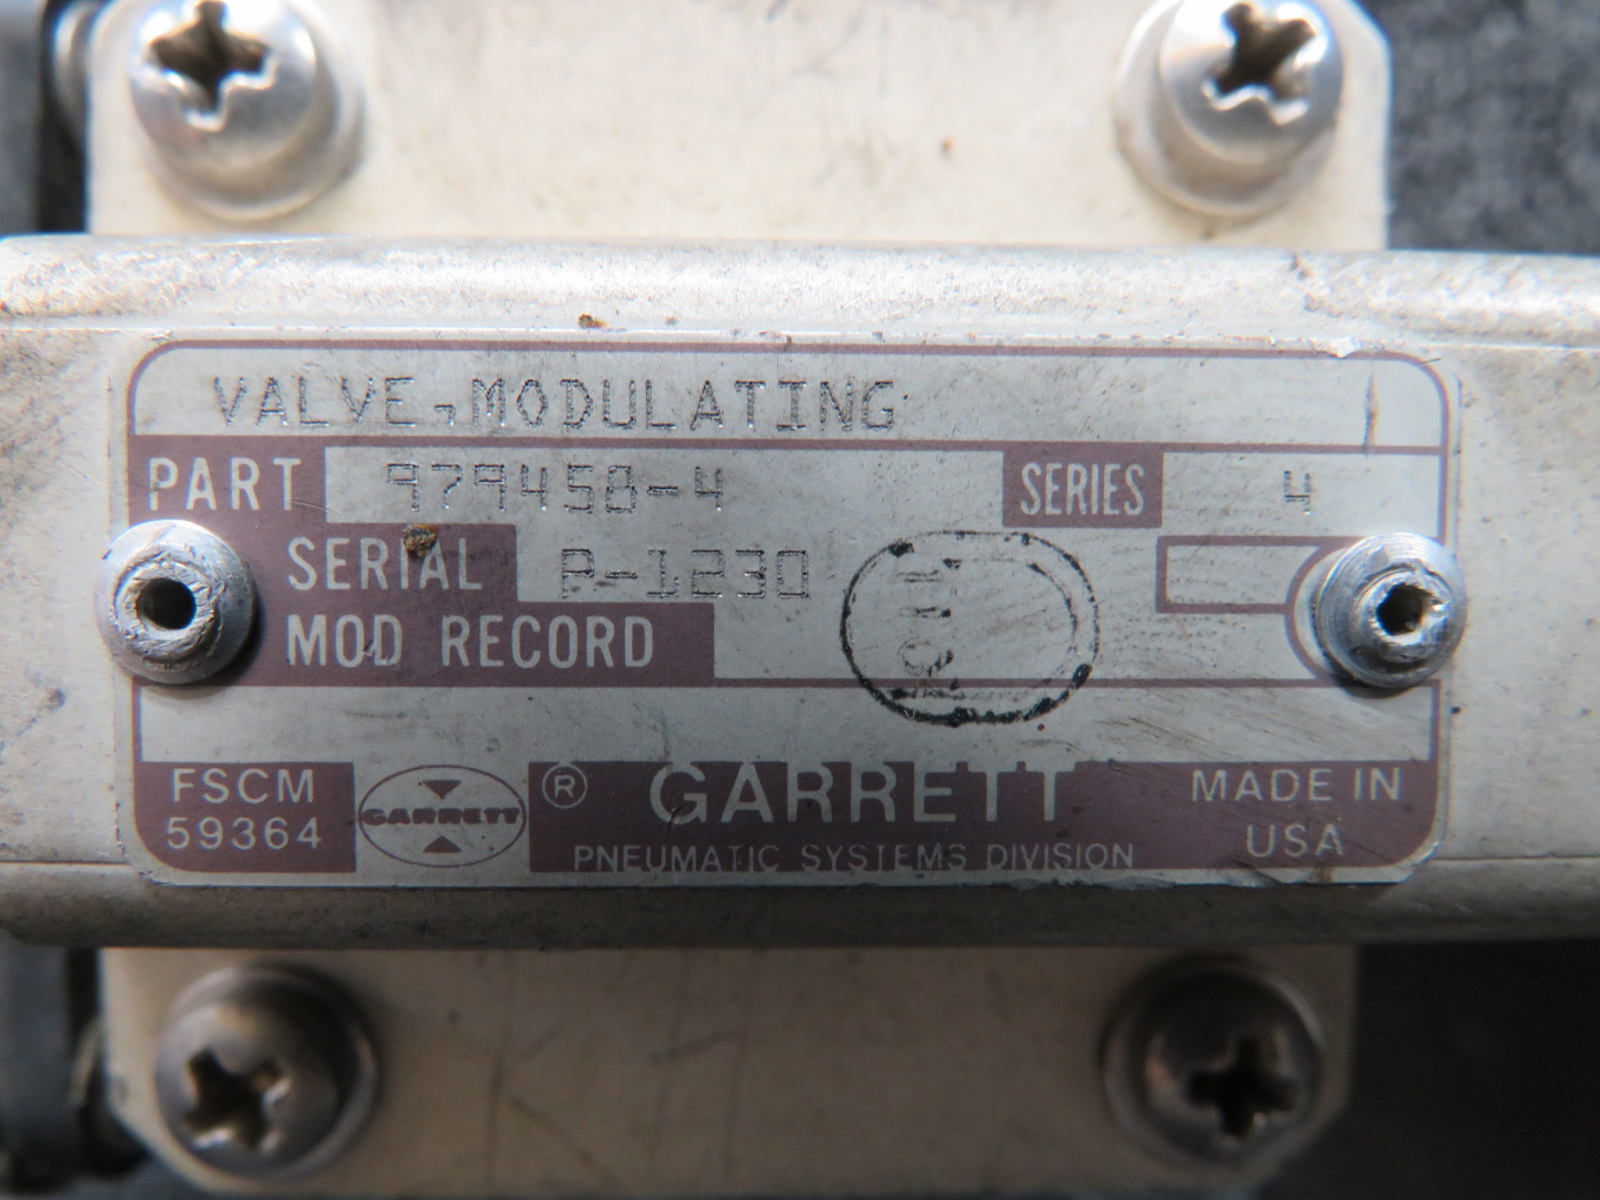 VALVE,MODULATING
PART 979458-4 SERIES 4
SERIAL P-1230
MOD RECORD
FSCM
59364
GARRETT
® GARRETT
PNEUMATIC SYSTEMS DIVISION
MADE IN
USA